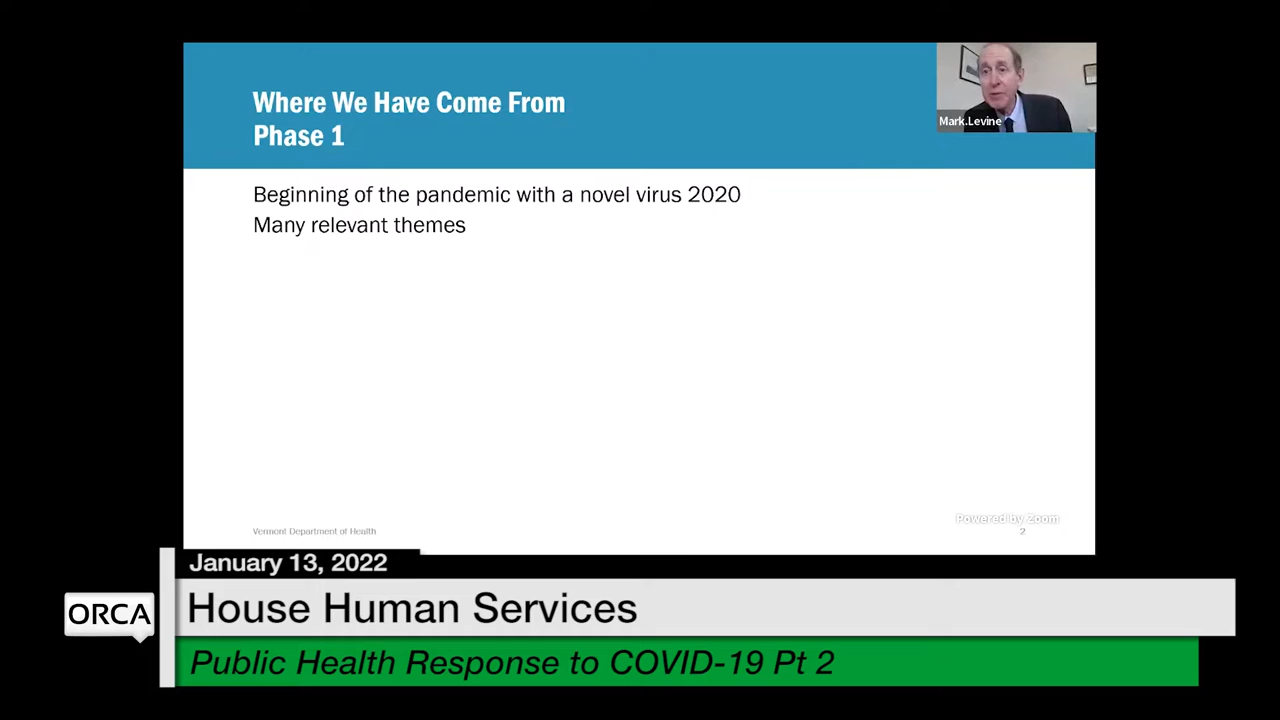 Where We Have Come From
Phase 1
Mark.Levine
Beginning of the pandemic with a novel virus 2020
Many relevant themes
Vermont Department of Health
Powered by Zoom
2
January 13, 2022
ORCA
House Human Services
Public Health Response to COVID-19 Pt 2